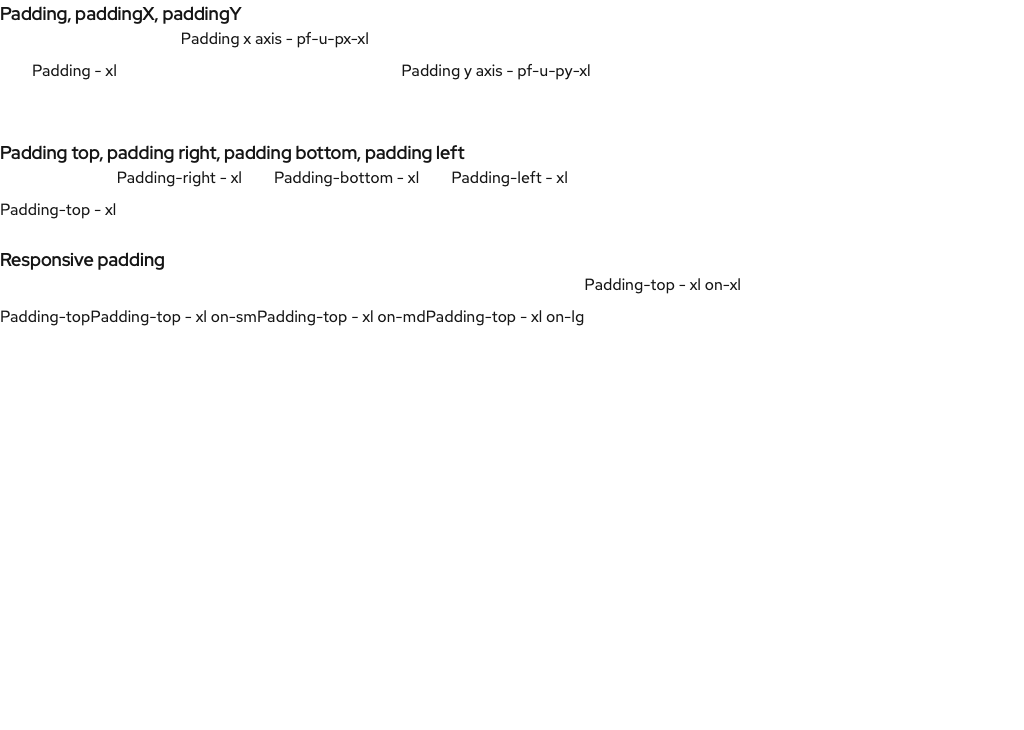 Padding, paddingX, paddingY
Padding x axis - pf-u-px-xl
Padding - xl
Padding y axis - pf-u-py-xl
Padding top, padding right, padding bottom, padding left
Padding-right - xl
Padding-bottom - xl
Padding-left - xl
Padding-top - xl
Responsive padding
Padding-top - xl on-xl
Padding-topPadding-top - xl on-smPadding-top - xl on-mdPadding-top - xl on-lg